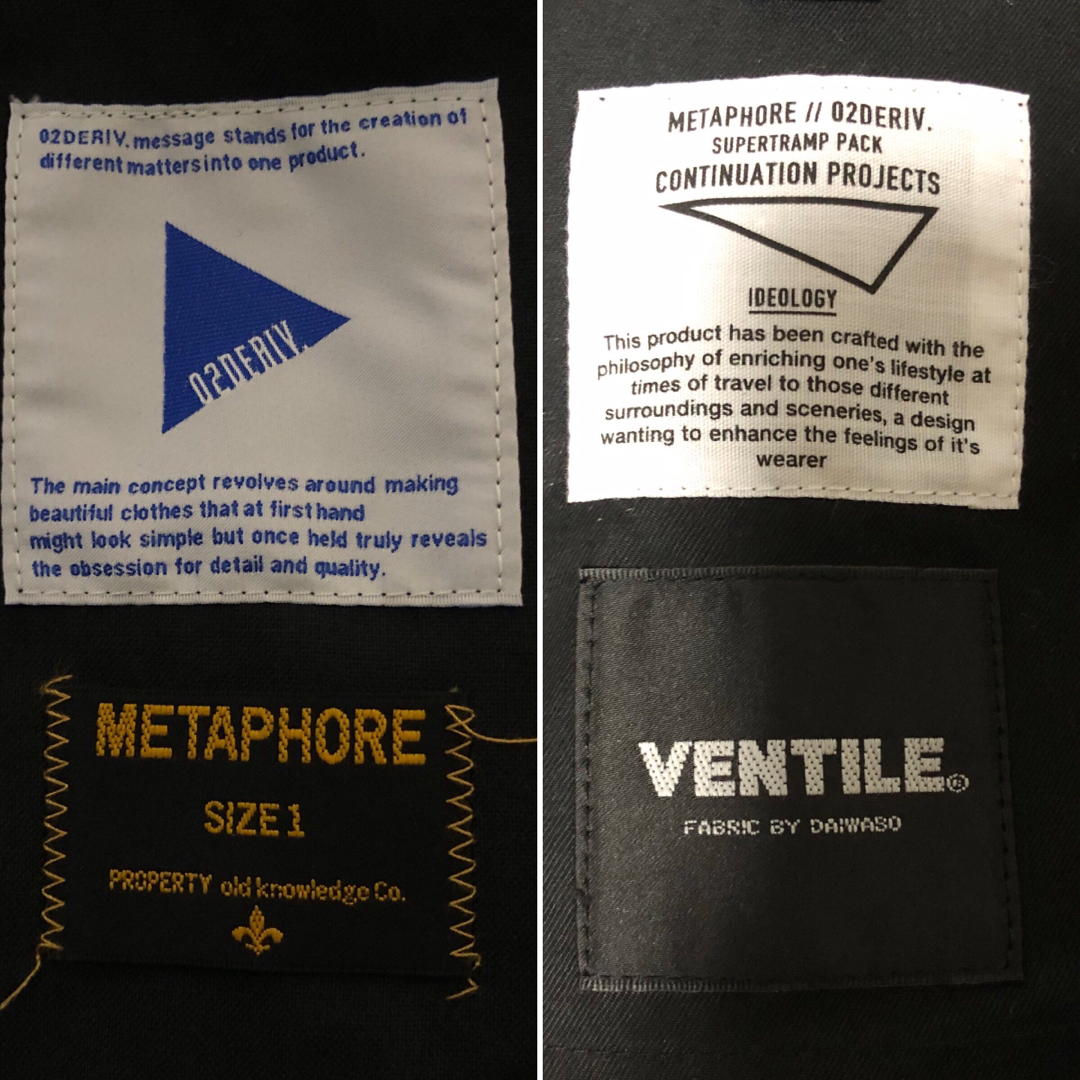 02DERIV. message stands for the creation of
different matters into one product.
02DERIV.
The main concept revolves around making
beautiful clothes that at first hand
might look simple but once held truly reveals
the obsession for detail and quality.
METAPHORE
SIZE 1
PROPERTY old knowledge Co.
METAPHORE // 02DERIV.
SUPERTRAMP PACK
CONTINUATION PROJECTS
IDEOLOGY
This product has been crafted with the
philosophy of enriching one's lifestyle at
times of travel to those different
surroundings and sceneries, a design
wanting to enhance the feelings of it's
wearer
VENTILE®
FABRIC BY DAIWABO